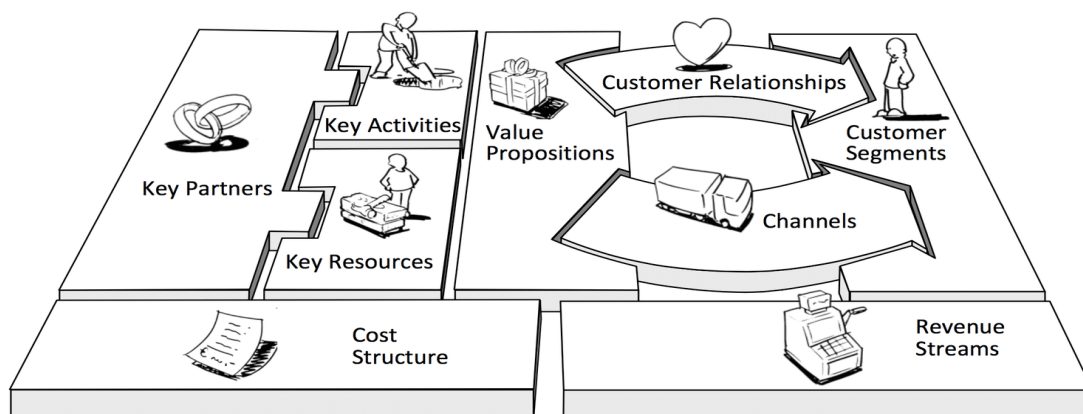 Key Partners
Key Activities
Key Resources
Value
Propositions
Customer Relationships
Channels
Customer
Segments
Cost
Structure
Revenue
Streams